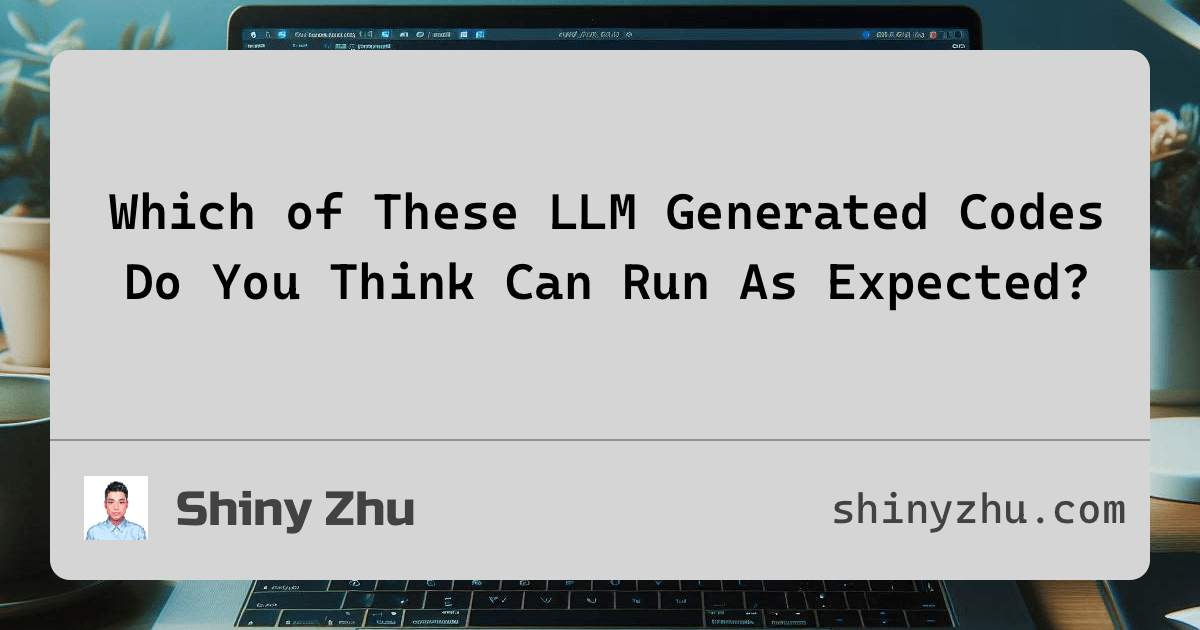 Which of These LLM Generated Codes
Do You Think Can Run As Expected?
Shiny Zhu
shinyzhu.com